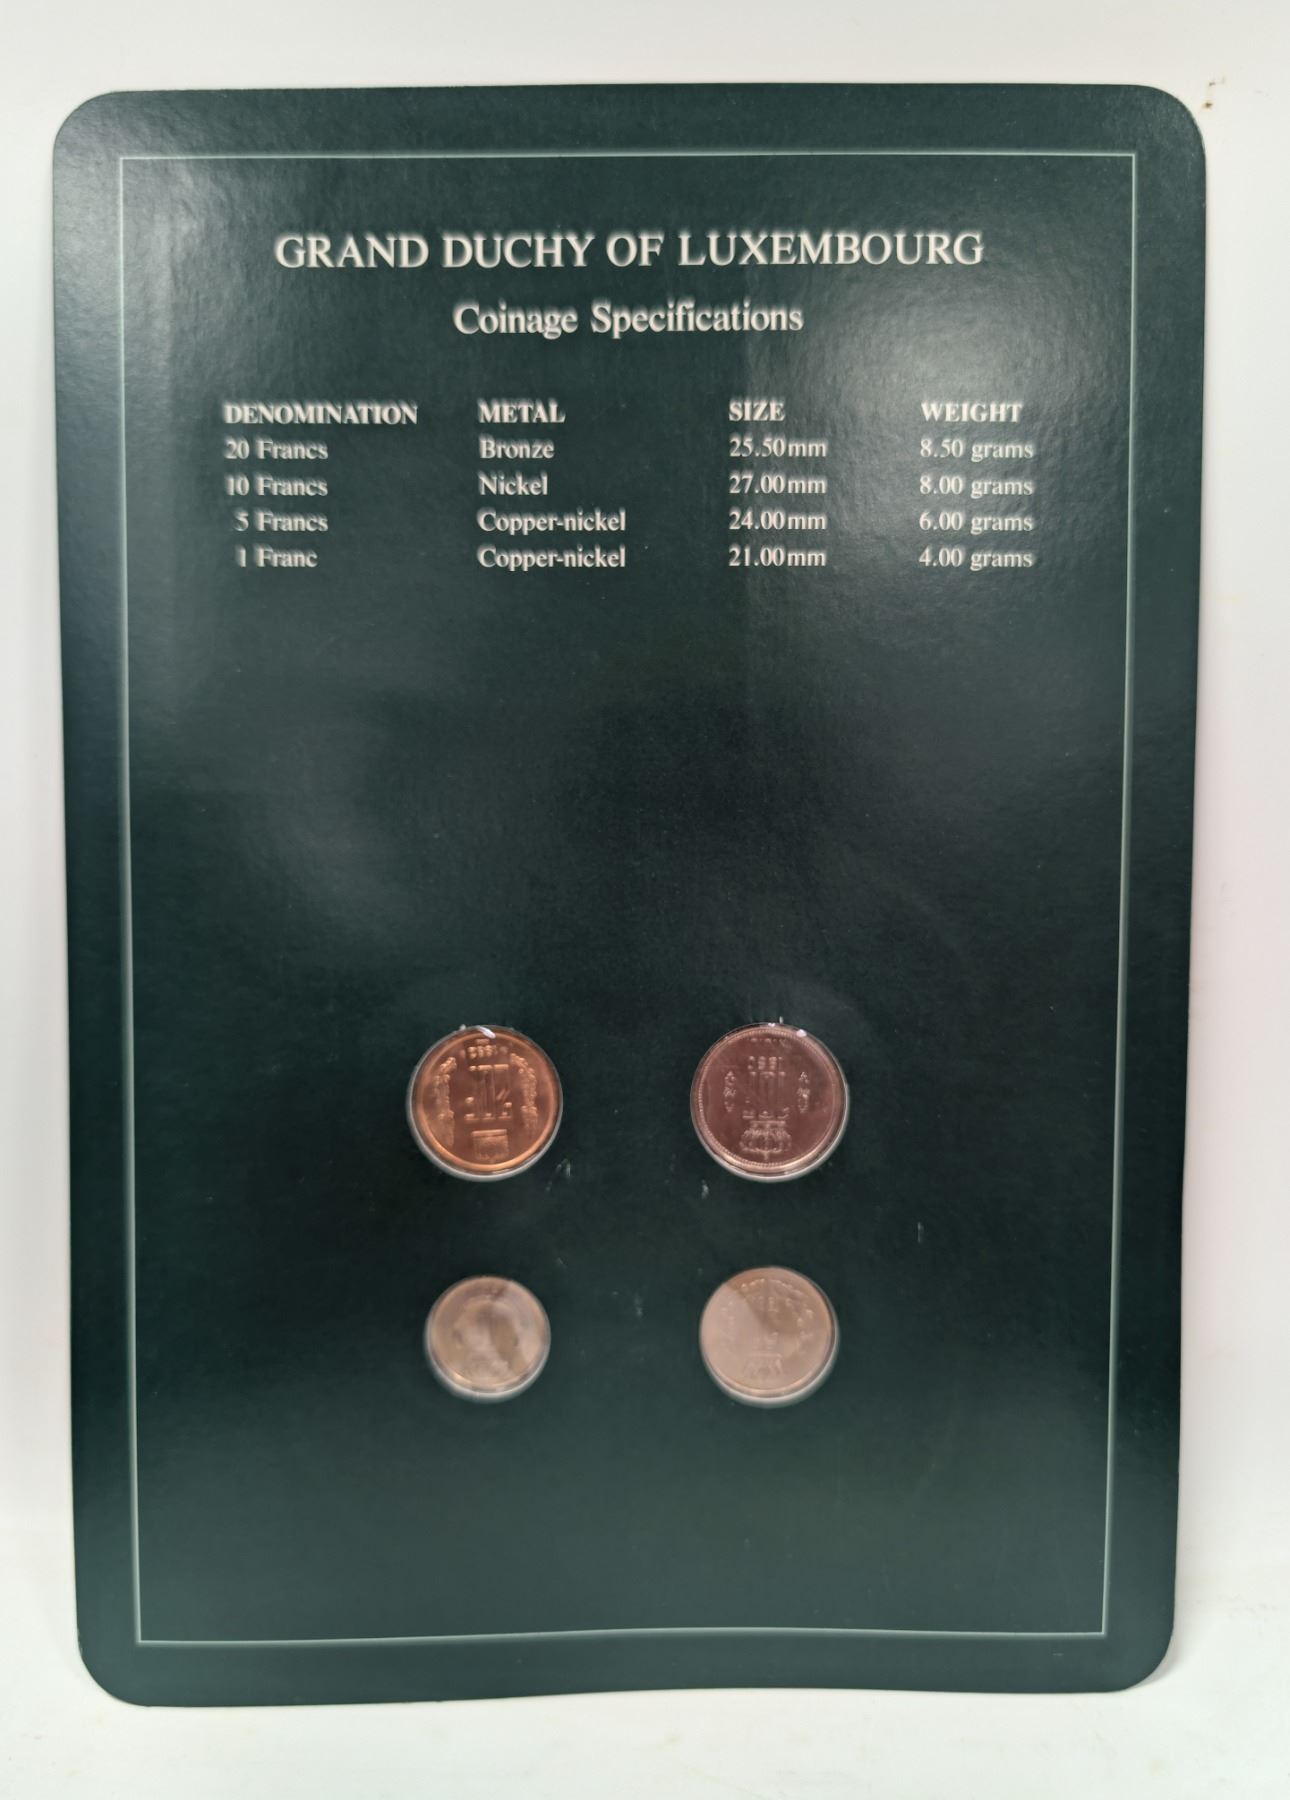 GRAND DUCHY OF LUXEMBOURG
Coinage Specifications
DENOMINATION METAL SIZE WEIGHT
20 Francs Bronze 25.50mm 8.50 grams
10 Francs Nickel 27.00mm 8.00 grams
5 Francs Copper-nickel 24.00mm 6.00 grams
1 Franc Copper-nickel 21.00mm 4.00 grams